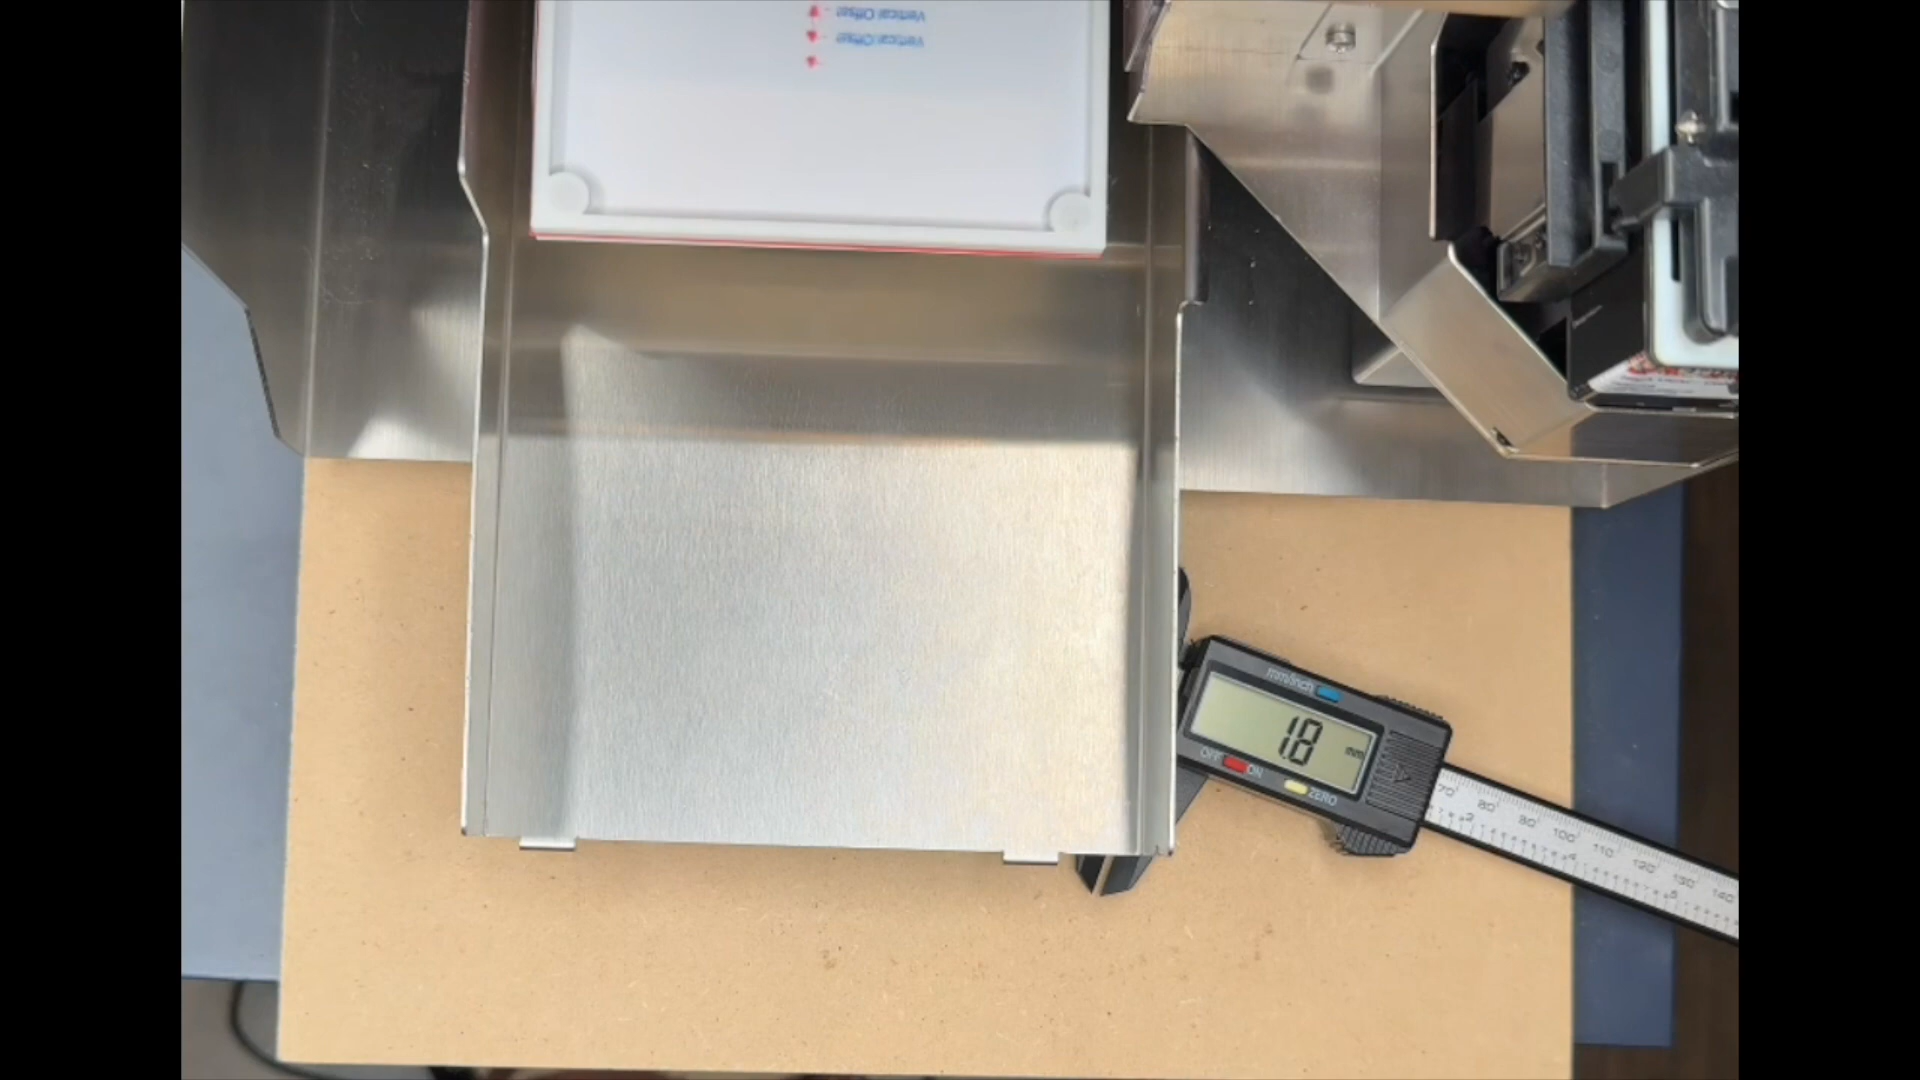 Vertical Offset
Vertical Offset
mm/inch
1.8 mm
OFF ON
ZERO
70 80 90 100 110 120 130 140